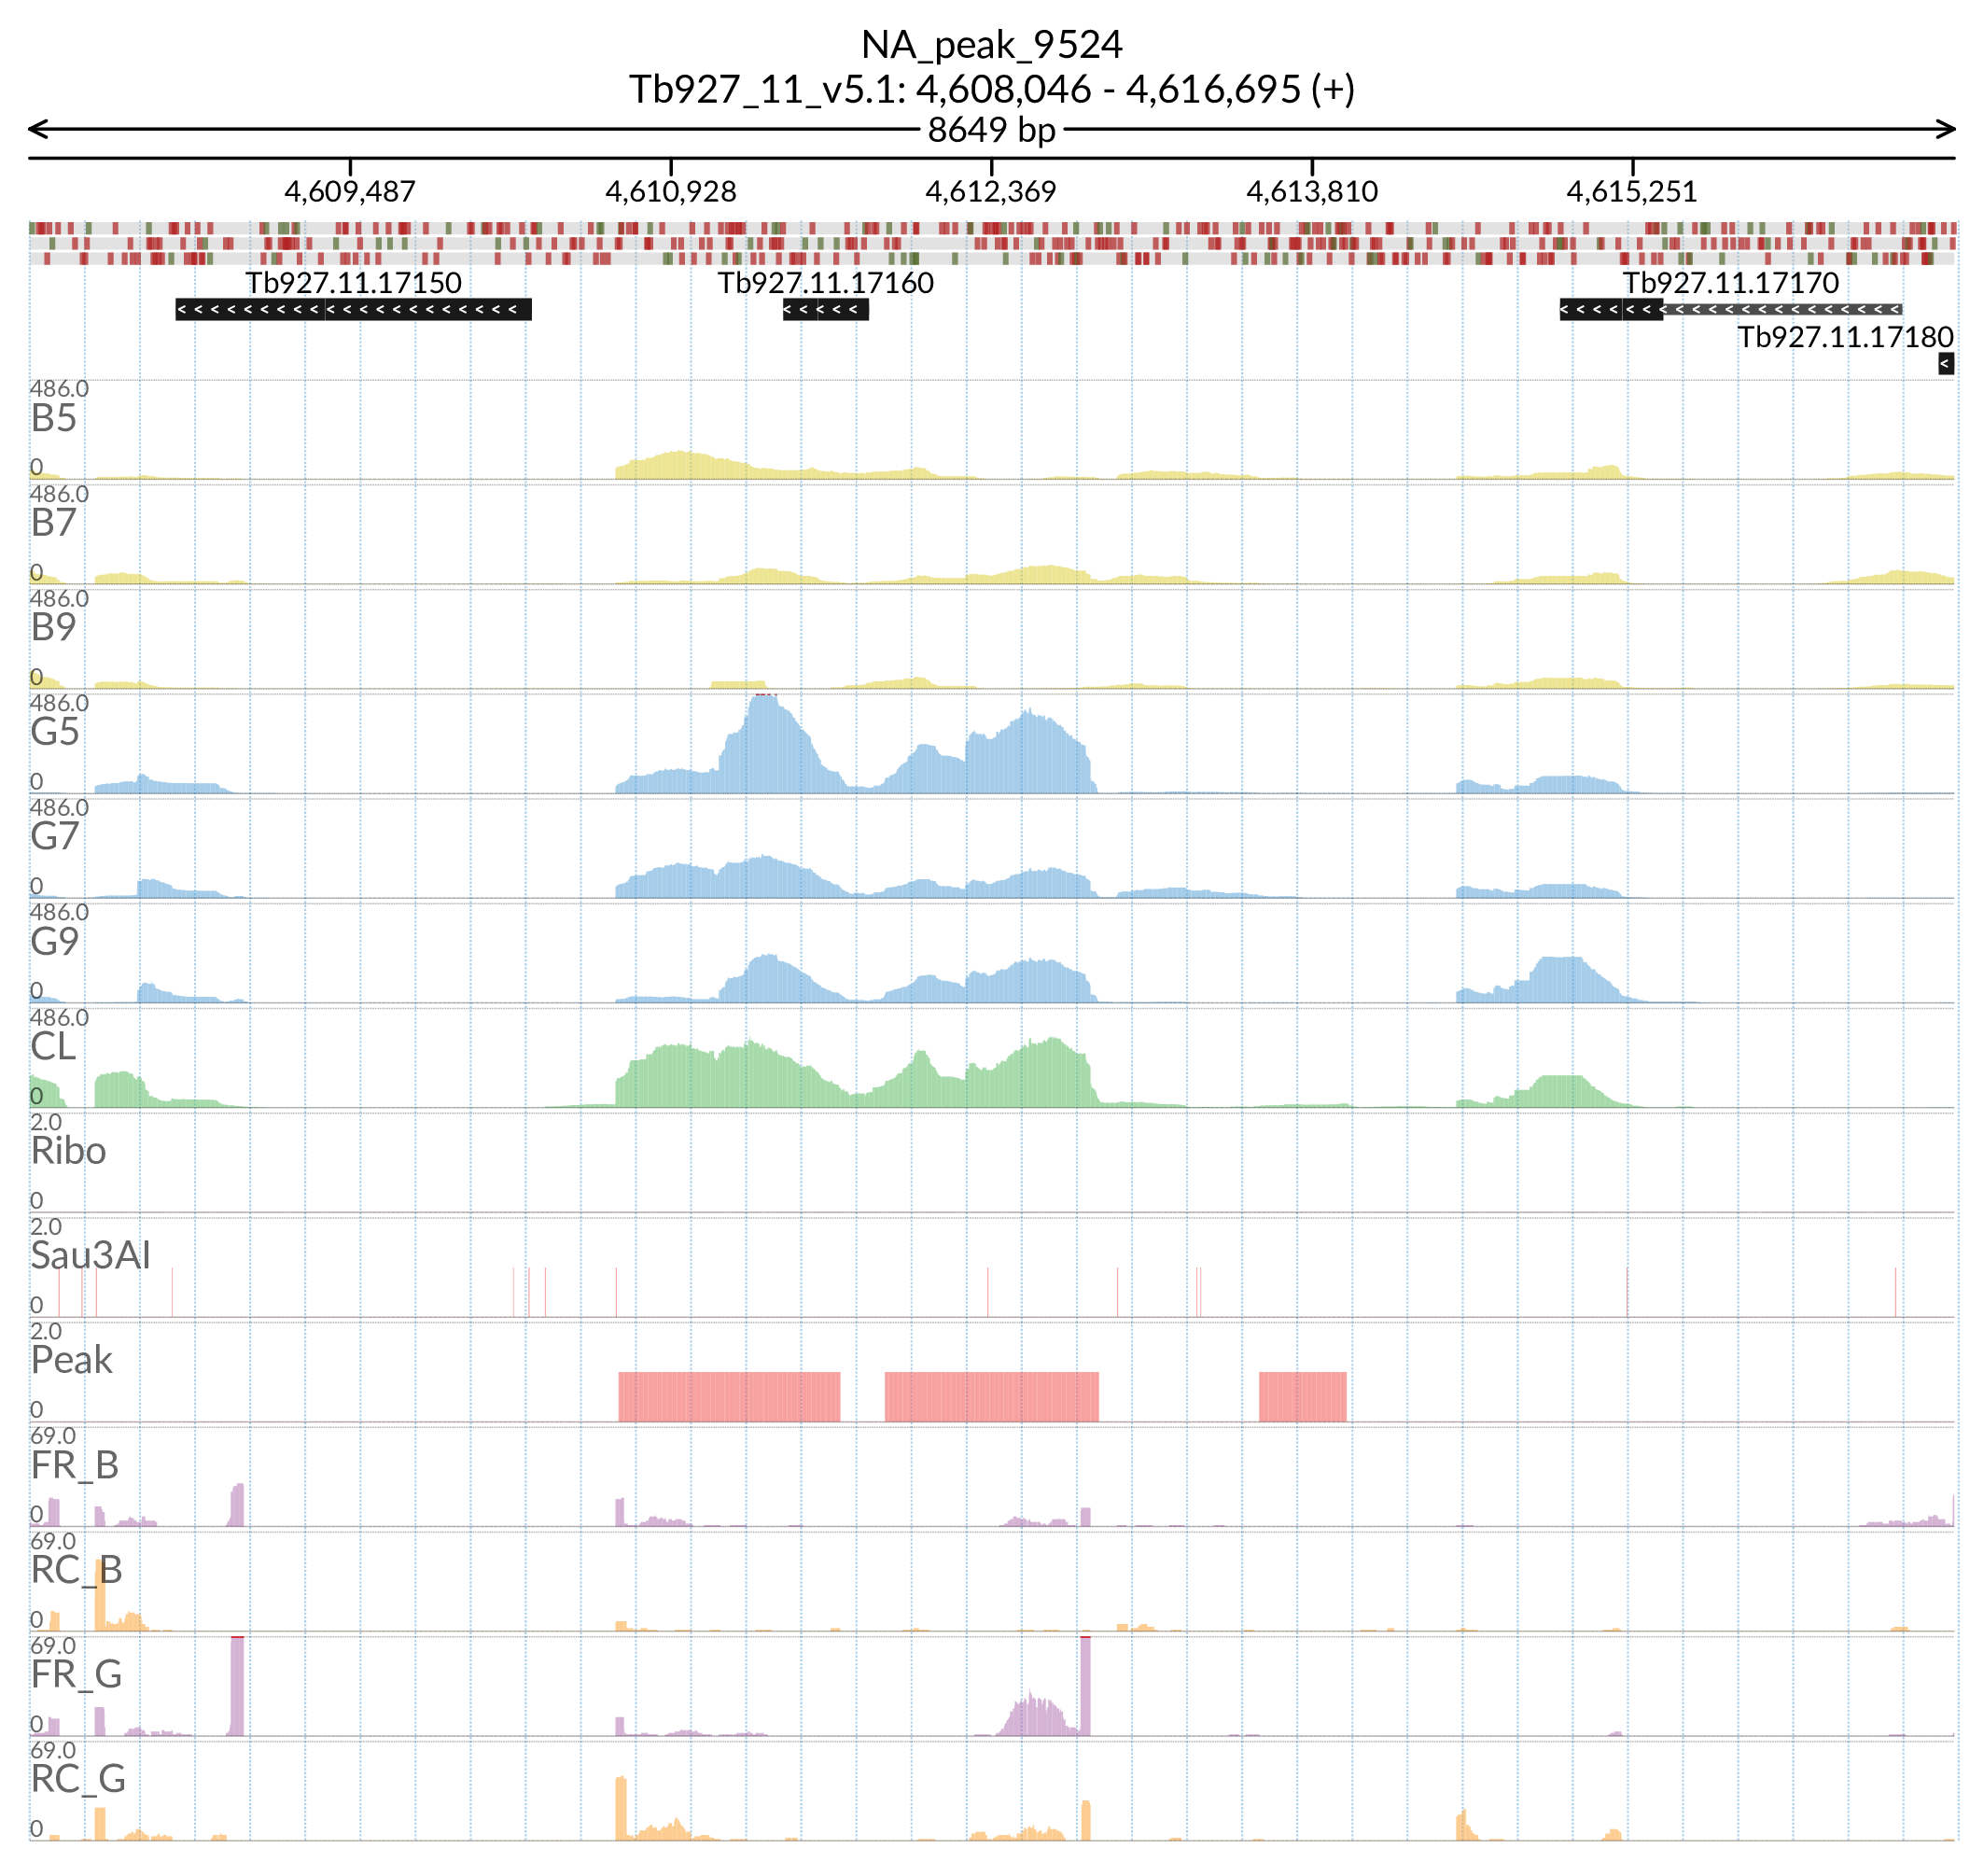 NA_peak_9524
Tb927_11_v5.1: 4,608,046 - 4,616,695 (+)
8649 bp
4,609,487 4,610,928 4,612,369 4,613,810 4,615,251
Tb927.11.17150 Tb927.11.17160 Tb927.11.17170
Tb927.11.17180
486.0
B5
0
486.0
B7
0
486.0
B9
0
486.0
G5
0
486.0
G7
0
486.0
G9
0
486.0
CL
0
2.0
Ribo
0
2.0
Sau3AI
0
2.0
Peak
0
69.0
FR_B
0
69.0
RC_B
0
69.0
FR_G
0
69.0
RC_G
0